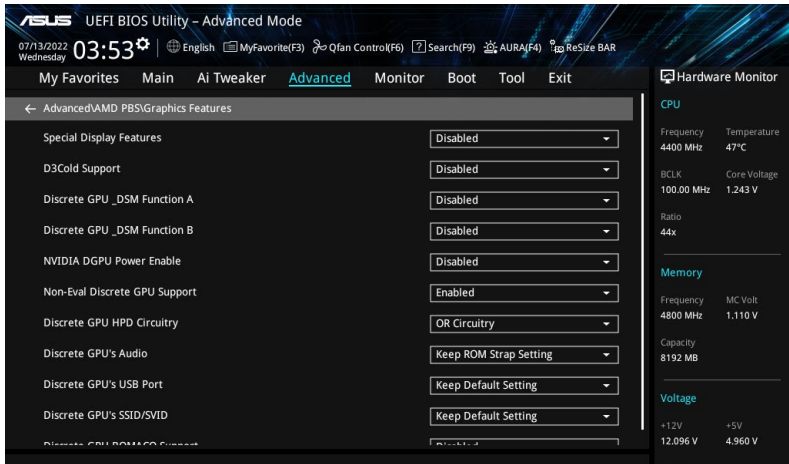 ASUS UEFI BIOS Utility – Advanced Mode
07/13/2022 Wednesday 03:53 English MyFavorite(F3) Qfan Control(F6) ? Search(F9) AURA(F4) ReSize BAR
My Favorites Main Ai Tweaker Advanced Monitor Boot Tool Exit
Hardware Monitor
← Advanced\AMD PBS\Graphics Features
Special Display Features Disabled
D3Cold Support Disabled
Discrete GPU _DSM Function A Disabled
Discrete GPU _DSM Function B Disabled
NVIDIA DGPU Power Enable Disabled
Non-Eval Discrete GPU Support Enabled
Discrete GPU HPD Circuitry OR Circuitry
Discrete GPU's Audio Keep ROM Strap Setting
Discrete GPU's USB Port Keep Default Setting
Discrete GPU's SSID/SVID Keep Default Setting
CPU
Frequency Temperature
4400 MHz 47°C
BCLK Core Voltage
100.00 MHz 1.243 V
Ratio
44x
Memory
Frequency MC Volt
4800 MHz 1.110 V
Capacity
8192 MB
Voltage
+12V +5V
12.096 V 4.960 V